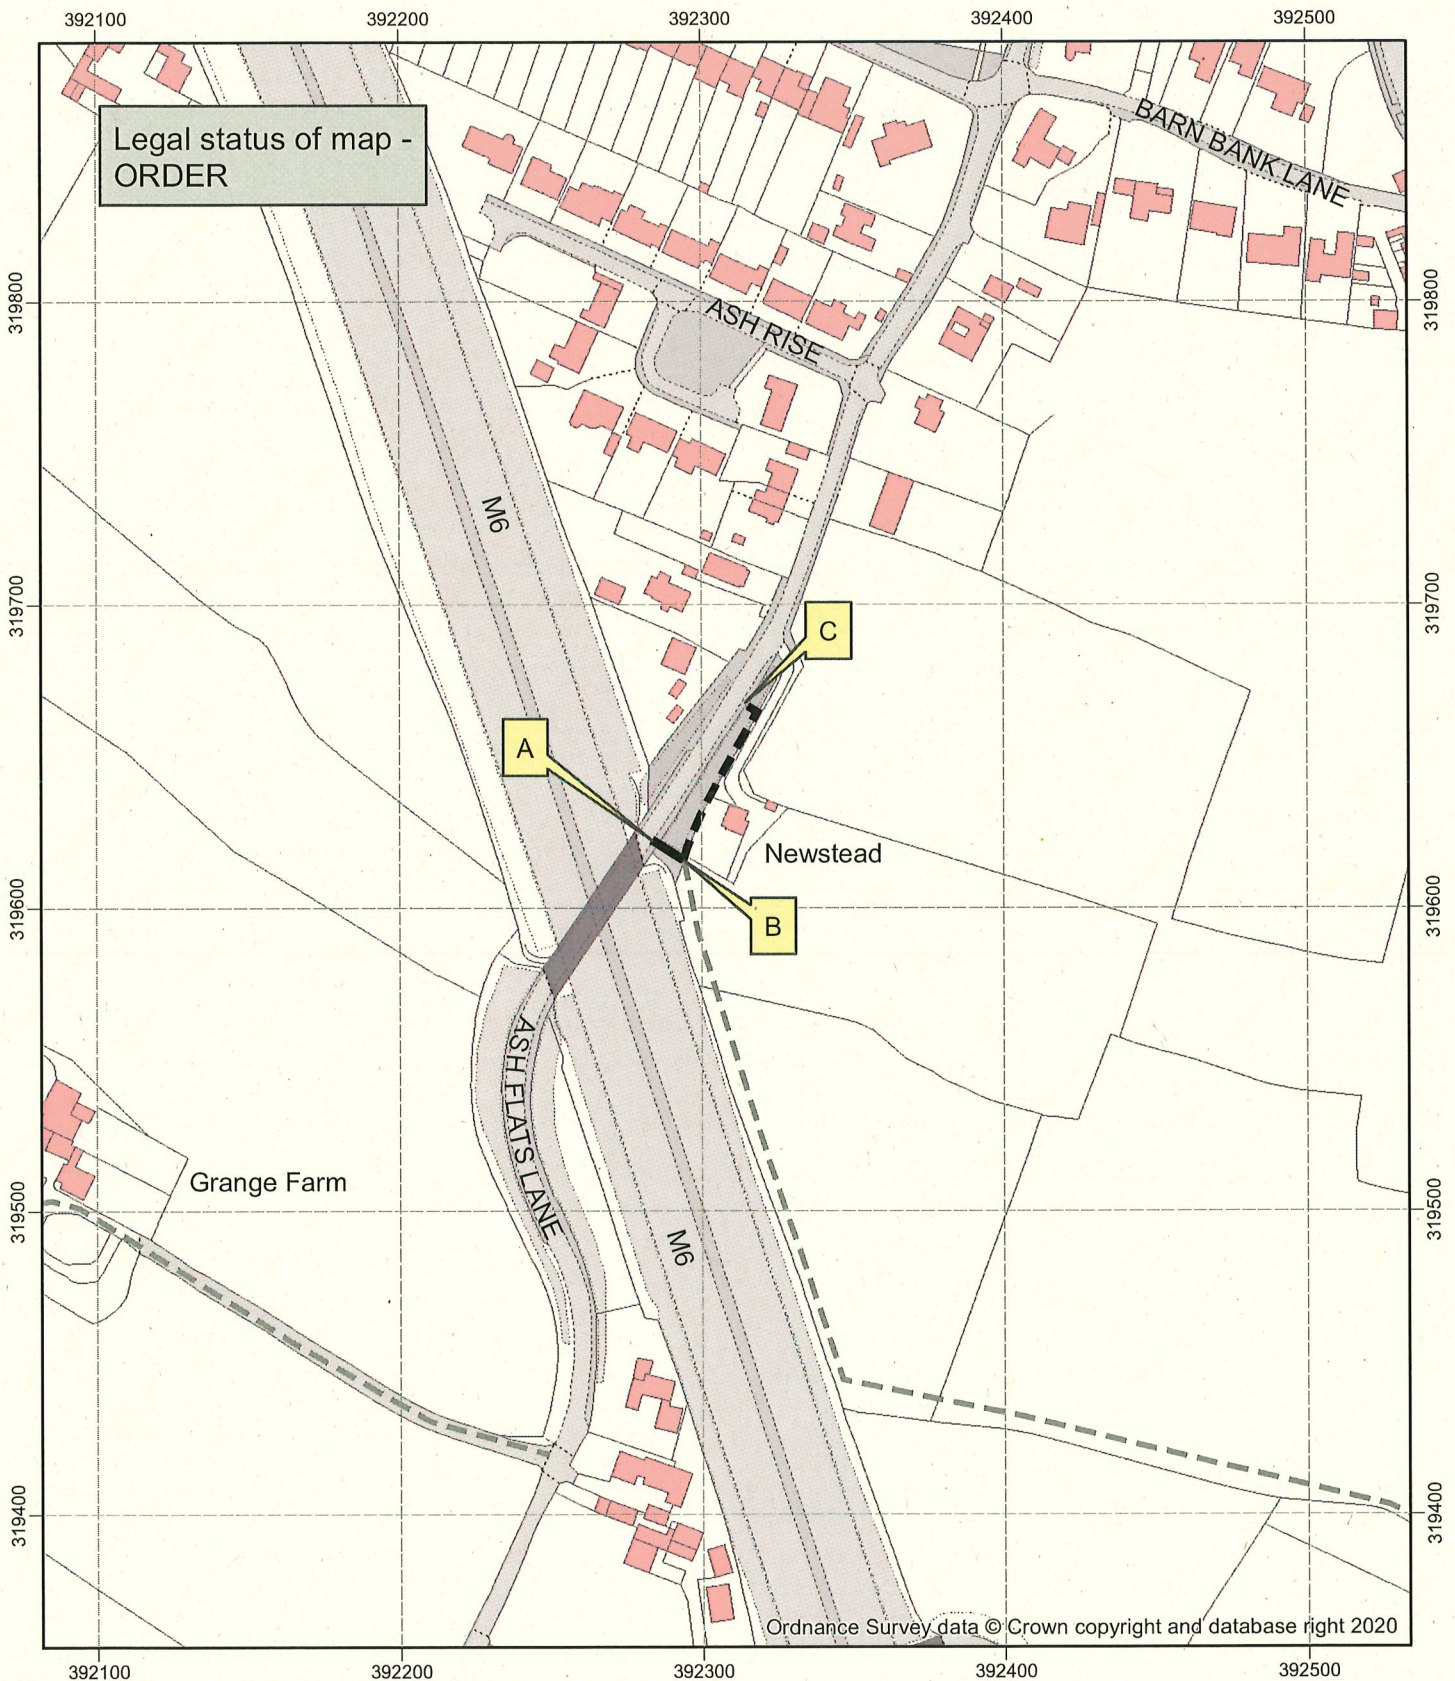 392100 392200 392300 392400 392500
Legal status of map -
ORDER
BARN BANK LANE
319800
ASH RISE
319800
M6
319700
C
319700
A
Newstead
319600
B
319600
ASH FLATS LANE
Grange Farm
319500
M6
319500
319400
319400
Ordnance Survey data © Crown copyright and database right 2020
392100 392200 392300 392400 392500